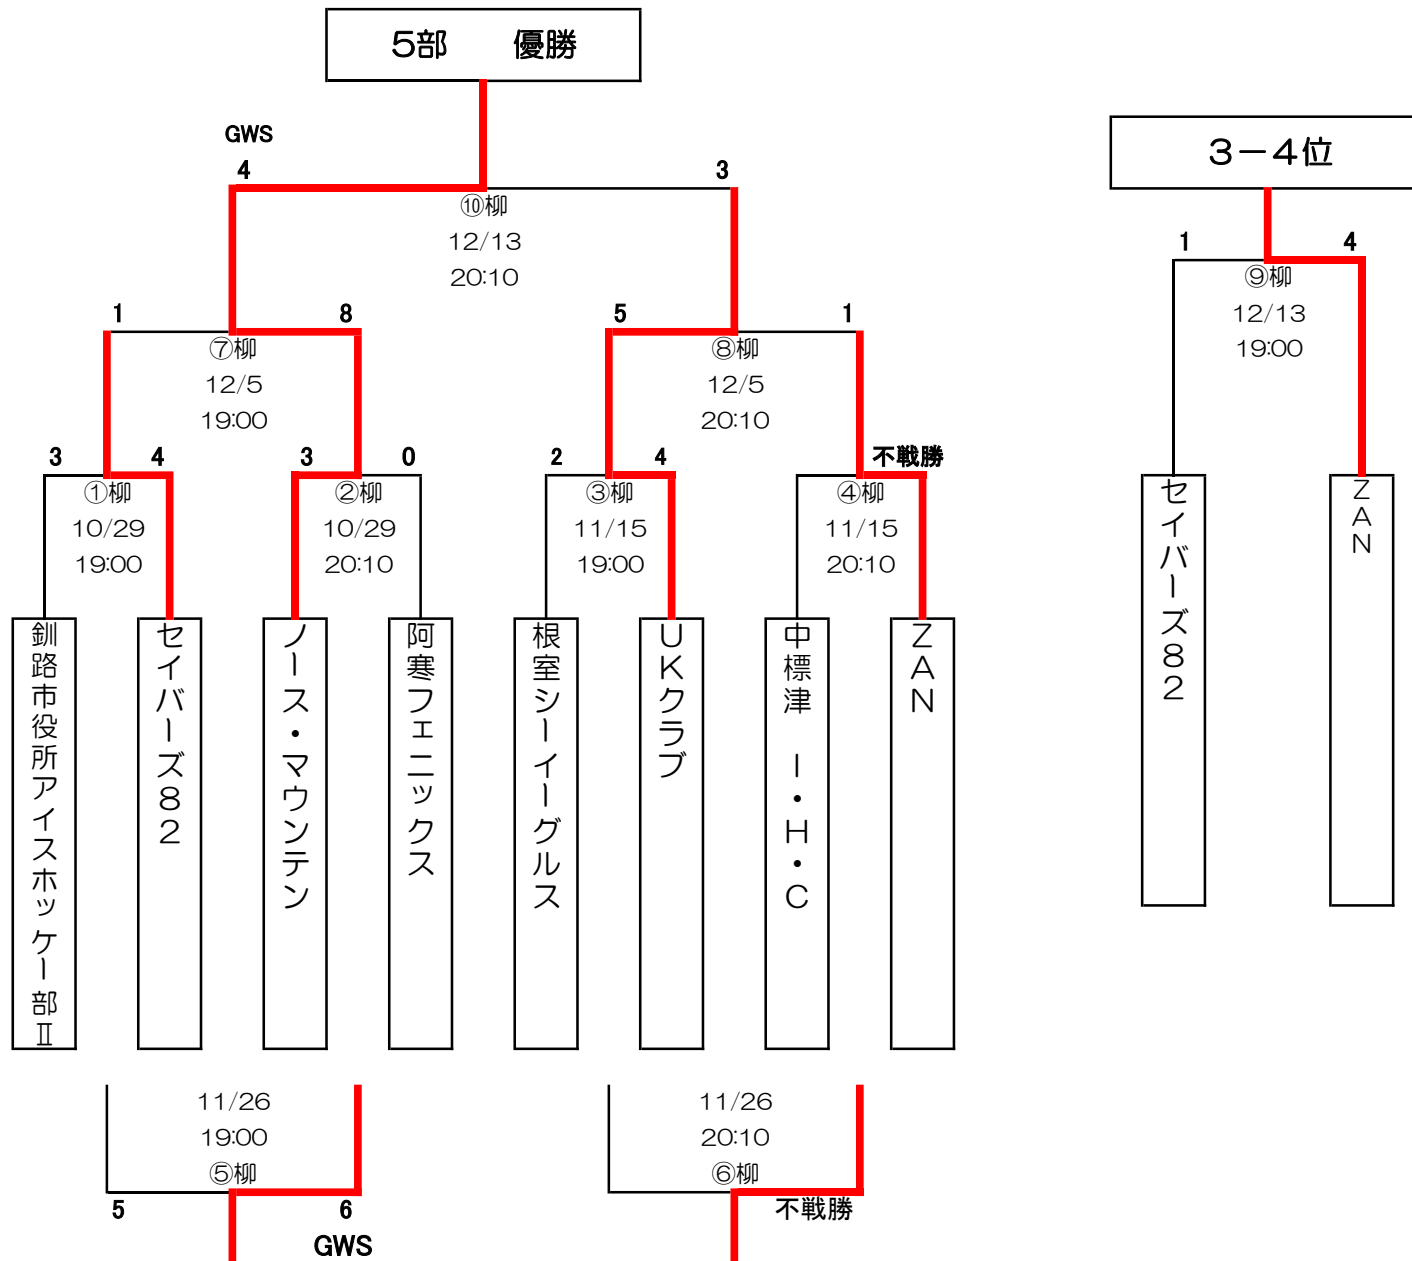 5部 優勝
GWS
4 3
⑩柳
12/13
20:10
3－4位
1 4
⑨柳
12/13
19:00
1 8
⑦柳
12/5
19:00
5 1
⑧柳
12/5
20:10
3 4
①柳
10/29
19:00
3 0
②柳
10/29
20:10
2 4
③柳
11/15
19:00
不戦勝
④柳
11/15
20:10
釧路市役所アイスホッケー部Ⅱ
セイバーズ82
ノース・マウンテン
阿寒フェニックス
根室シーイーグルス
UKクラブ
中標津 I・H・C
ZAN
セイバーズ82
ZAN
11/26
19:00
⑤柳
5 6
GWS
11/26
20:10
⑥柳
不戦勝